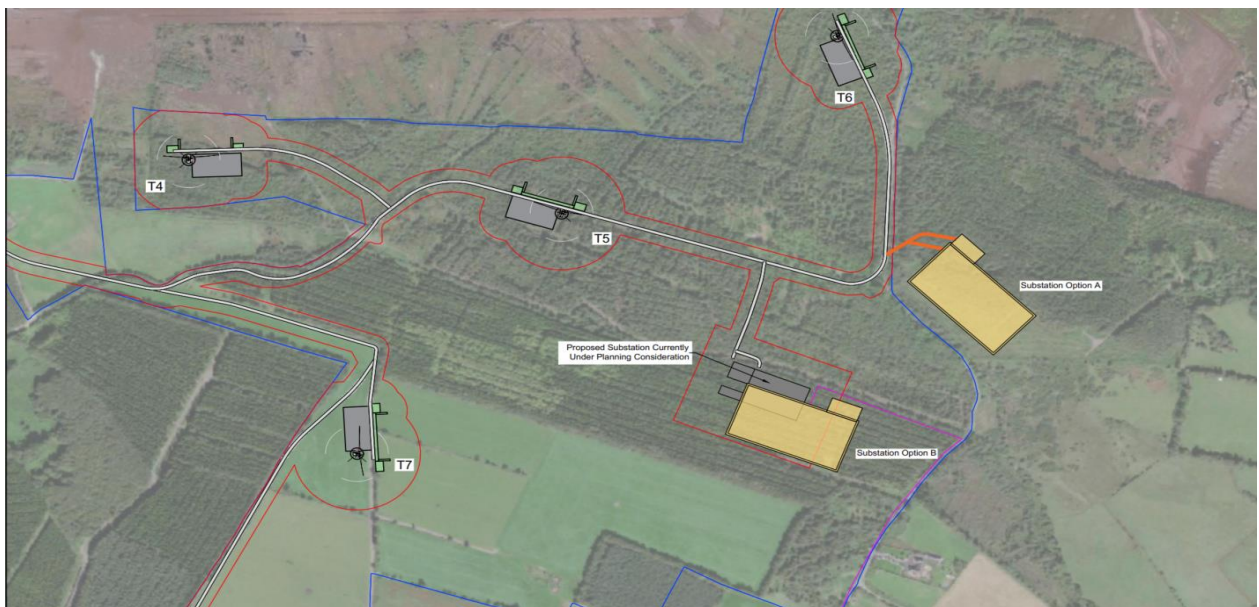 T6
T4
T5
Substation Option A
Proposed Substation Currently
Under Planning Consideration
Substation Option B
T7